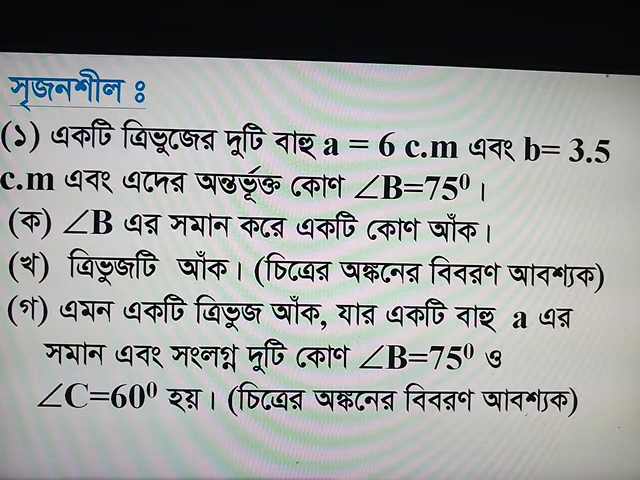 সৃজনশীল ঃ
(১) একটি ত্রিভুজের দুটি বাহু a = 6 c.m এবং b= 3.5
c.m এবং এদের অন্তর্ভূক্ত কোণ ∠B=75⁰ ।
(ক) ∠B এর সমান করে একটি কোণ আঁক।
(খ) ত্রিভুজটি আঁক। (চিত্রের অঙ্কনের বিবরণ আবশ্যক)
(গ) এমন একটি ত্রিভুজ আঁক, যার একটি বাহু a এর
সমান এবং সংলগ্ন দুটি কোণ ∠B=75⁰ ও
∠C=60⁰ হয়। (চিত্রের অঙ্কনের বিবরণ আবশ্যক)